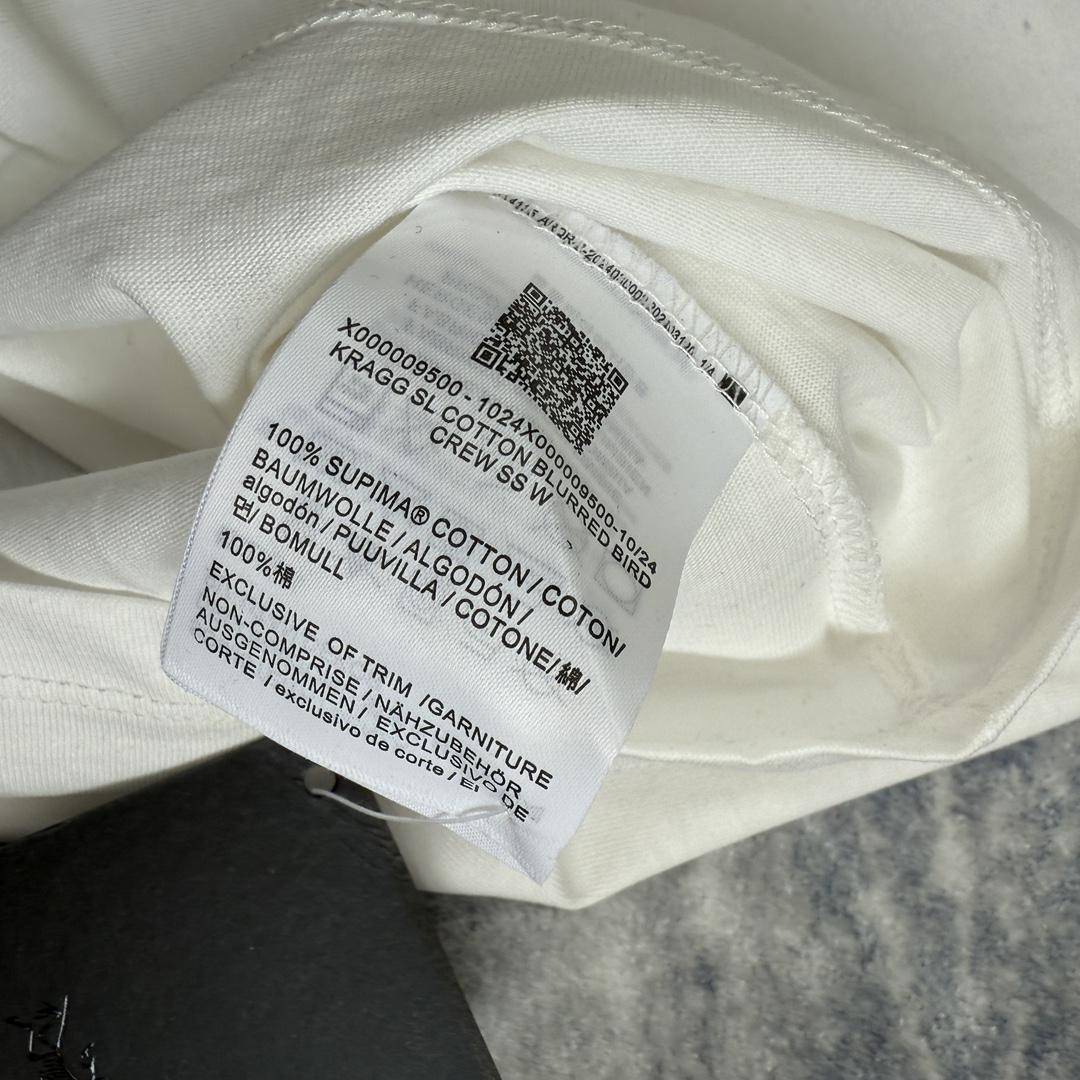 X000009500 - 1024X000009500-10/24
KRAGG SL COTTON BLURRED BIRD
CREW SS W
100% SUPIMA® COTTON / COTON/
BAUMWOLLE / ALGODÓN /
algodón / PUUVILLA / COTONE/ 綿/
면/ BOMULL
100%棉
EXCLUSIVE OF TRIM /GARNITURE
NON-COMPRISE / NÄHZUBEHÖR
AUSGENOMMEN / EXCLUSIVO DE
CORTE / exclusivo de corte / EI